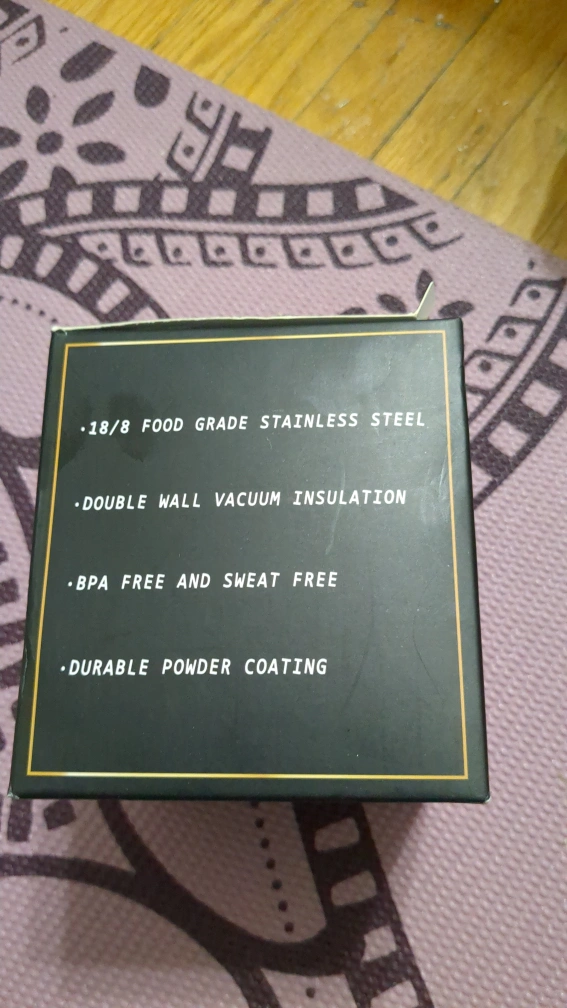 ·18/8 FOOD GRADE STAINLESS STEEL
·DOUBLE WALL VACUUM INSULATION
·BPA FREE AND SWEAT FREE
·DURABLE POWDER COATING